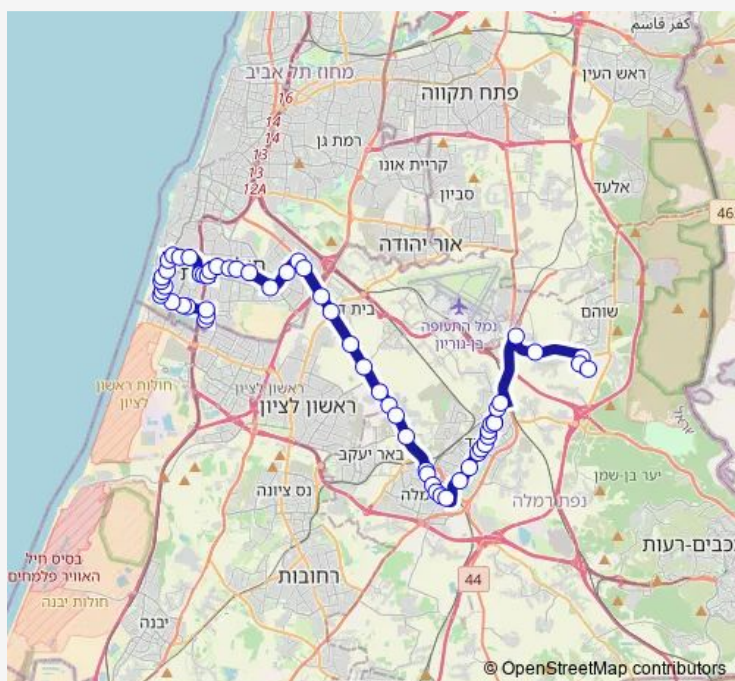 כפר קאסם
מחוז תל אביב
ראש העין
16
פתח תקווה
14
14
רמת גן
13
13
קריית אונו
12A
אלעד
סביון
46
אור יהודה
נמל התעופה
בן-גוריון
שוהם
בית ד
חולות ראשון
לציון
ראשון לציון
ראשון לציון
באר יעקב
יער בן-שמן
נס ציונה
נפת רמלה
בסיס חיל
האוויר פלמחים
רחובות
44
חולות יבנה
יבנה
© OpenStreetMap contributors